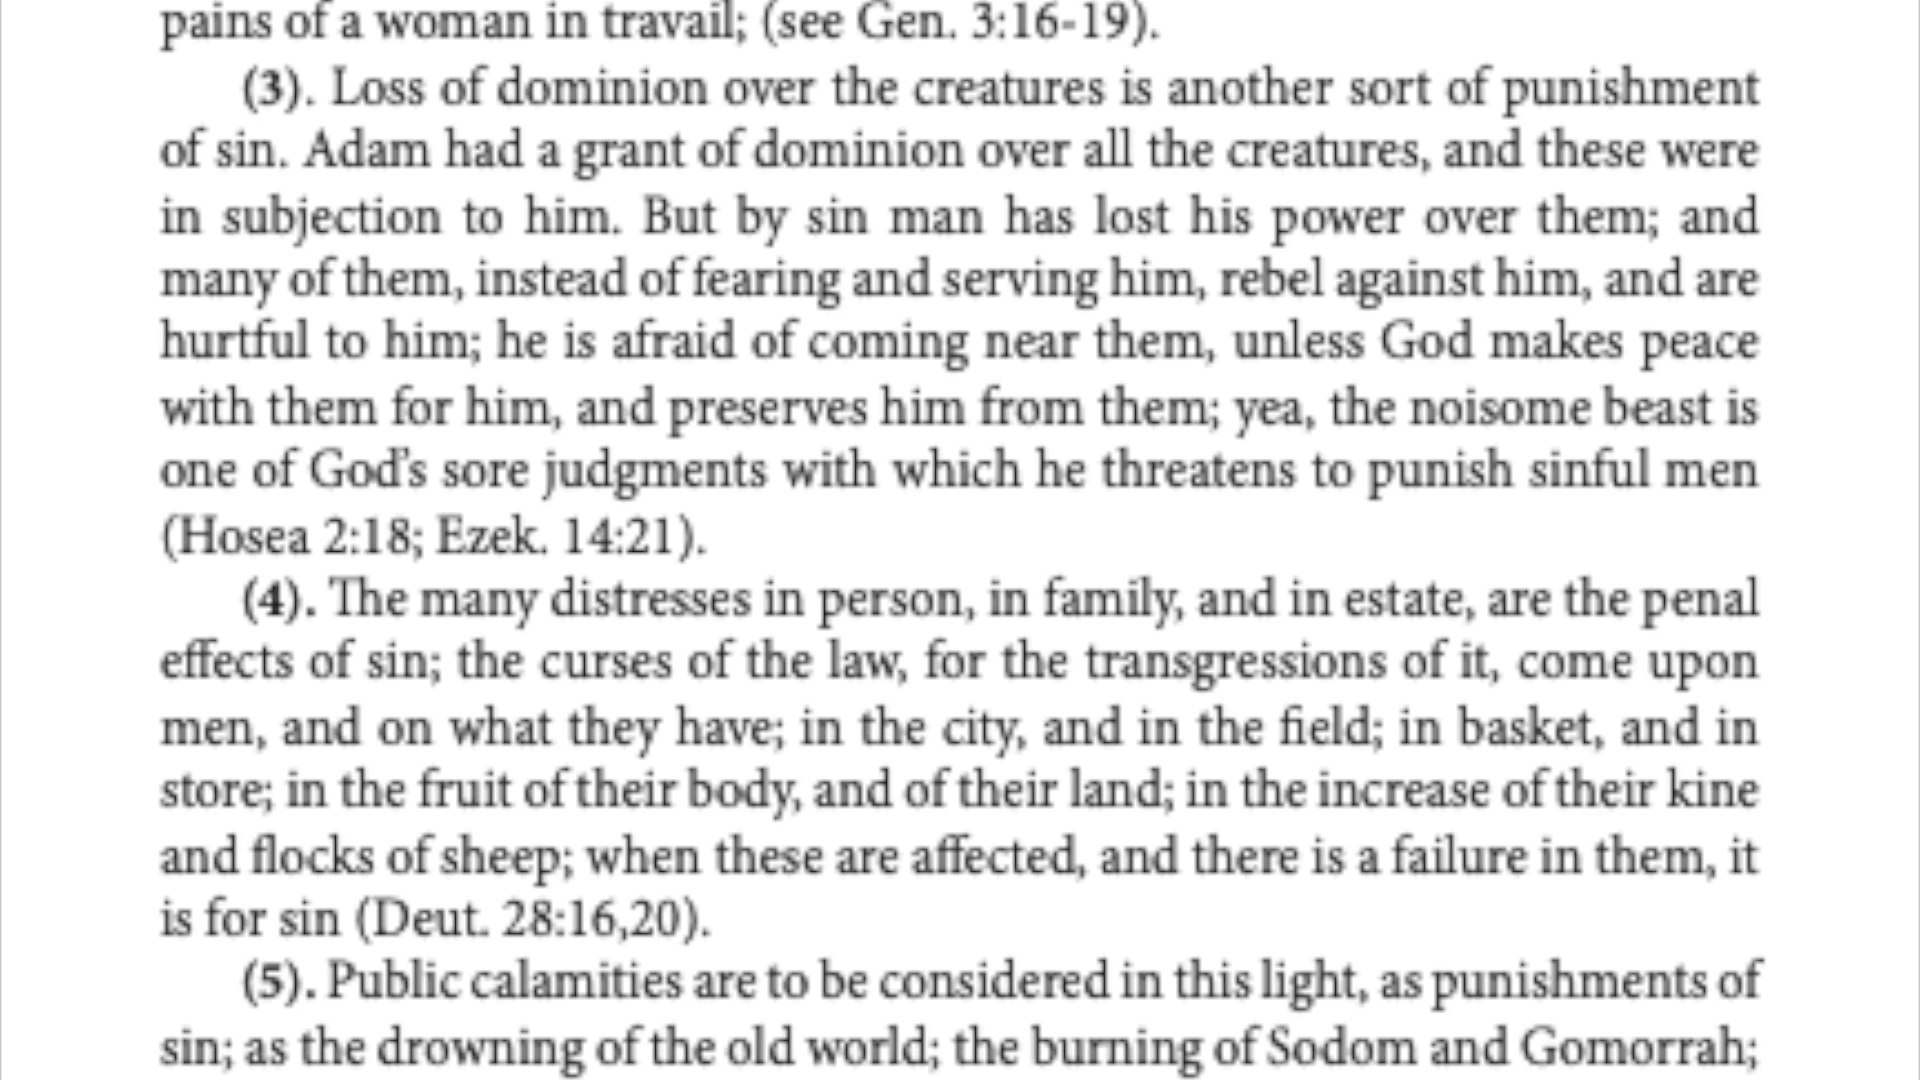 pains of a woman in travail; (see Gen. 3:16-19).
(3). Loss of dominion over the creatures is another sort of punishment
of sin. Adam had a grant of dominion over all the creatures, and these were
in subjection to him. But by sin man has lost his power over them; and
many of them, instead of fearing and serving him, rebel against him, and are
hurtful to him; he is afraid of coming near them, unless God makes peace
with them for him, and preserves him from them; yea, the noisome beast is
one of God's sore judgments with which he threatens to punish sinful men
(Hosea 2:18; Ezek. 14:21).
(4). The many distresses in person, in family, and in estate, are the penal
effects of sin; the curses of the law, for the transgressions of it, come upon
men, and on what they have; in the city, and in the field; in basket, and in
store; in the fruit of their body, and of their land; in the increase of their kine
and flocks of sheep; when these are affected, and there is a failure in them, it
is for sin (Deut. 28:16,20).
(5). Public calamities are to be considered in this light, as punishments of
sin; as the drowning of the old world; the burning of Sodom and Gomorrah;